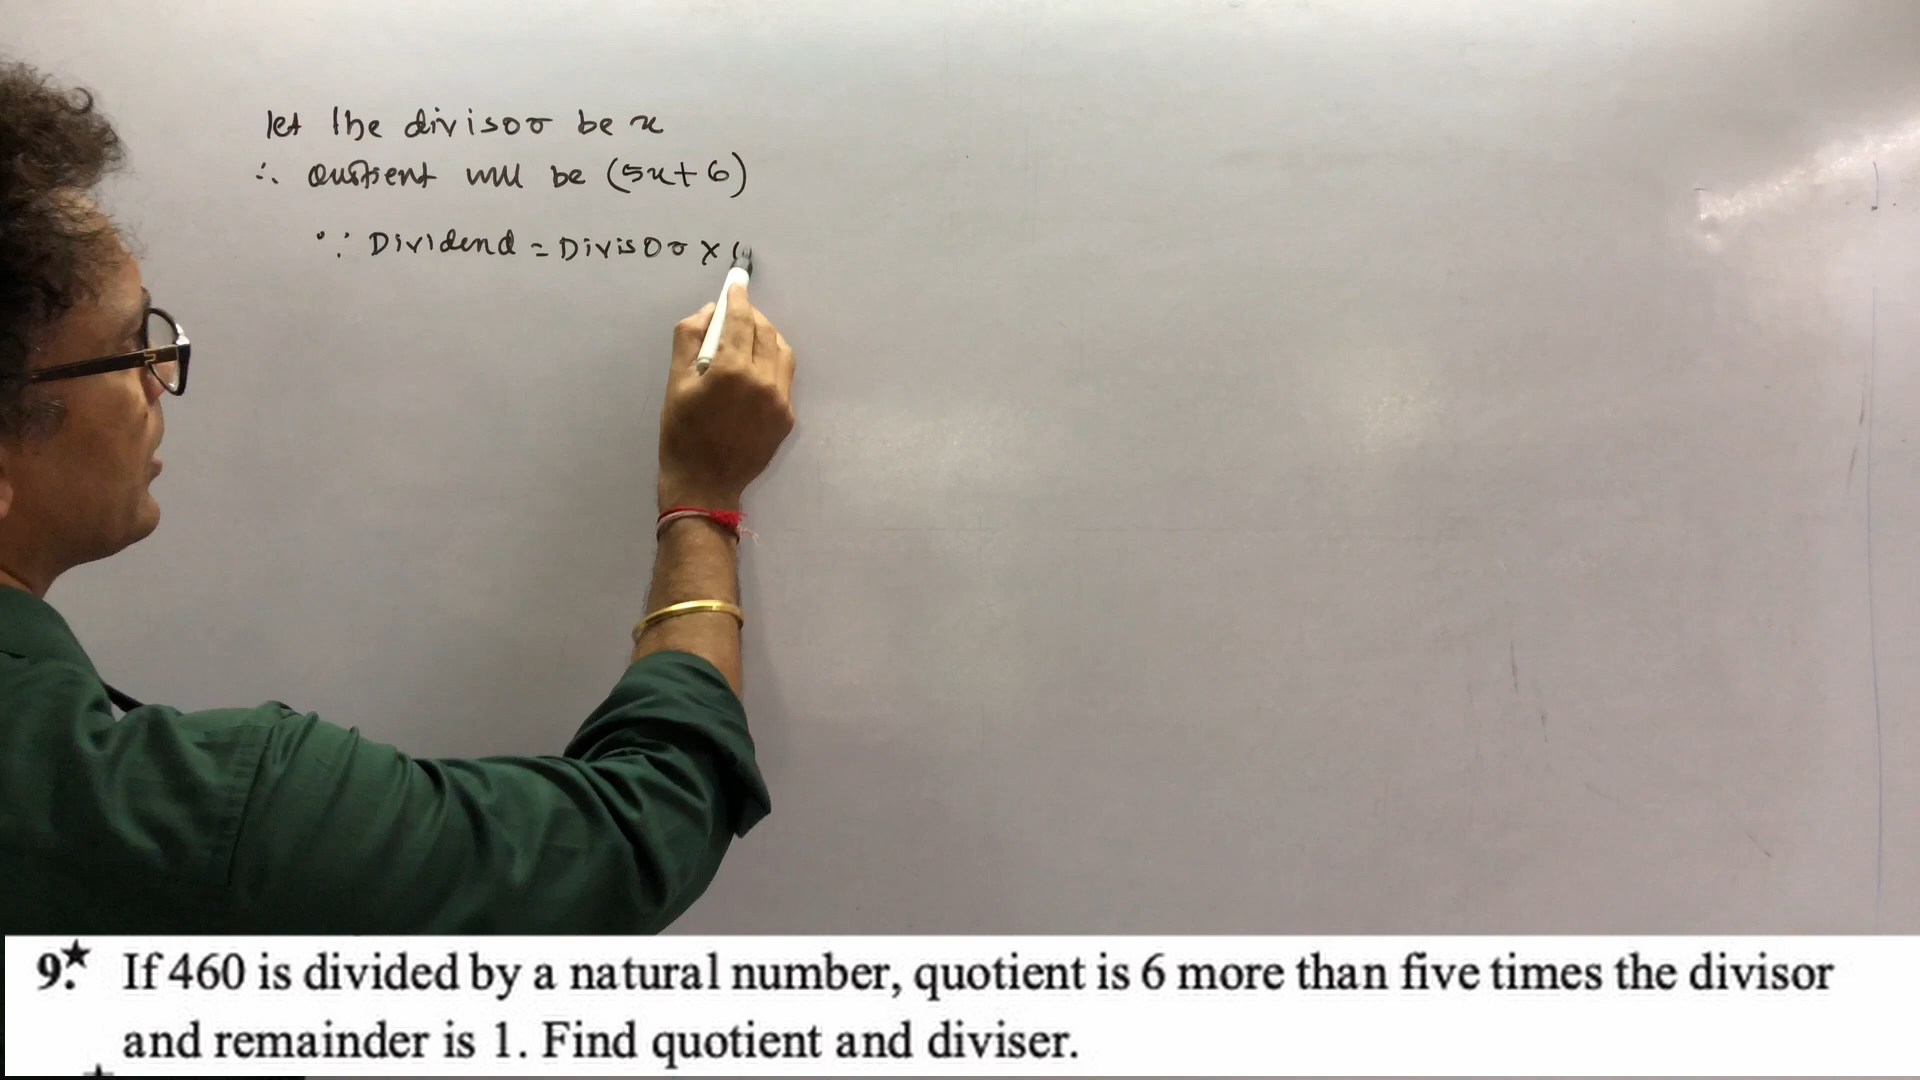 let the divisor be x
∴ Quotient will be (5x+6)
∵ Dividend = Divisor ×
9.★ If 460 is divided by a natural number, quotient is 6 more than five times the divisor
and remainder is 1. Find quotient and diviser.